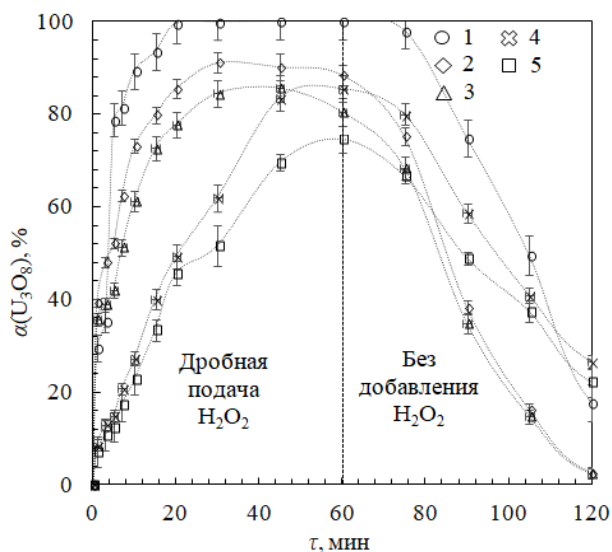 α(U₃O₈), %
100
80
60
40
20
0
1 4
2 5
3
Дробная
подача
H₂O₂
Без
добавления
H₂O₂
0 20 40 60 80 100 120
τ, мин